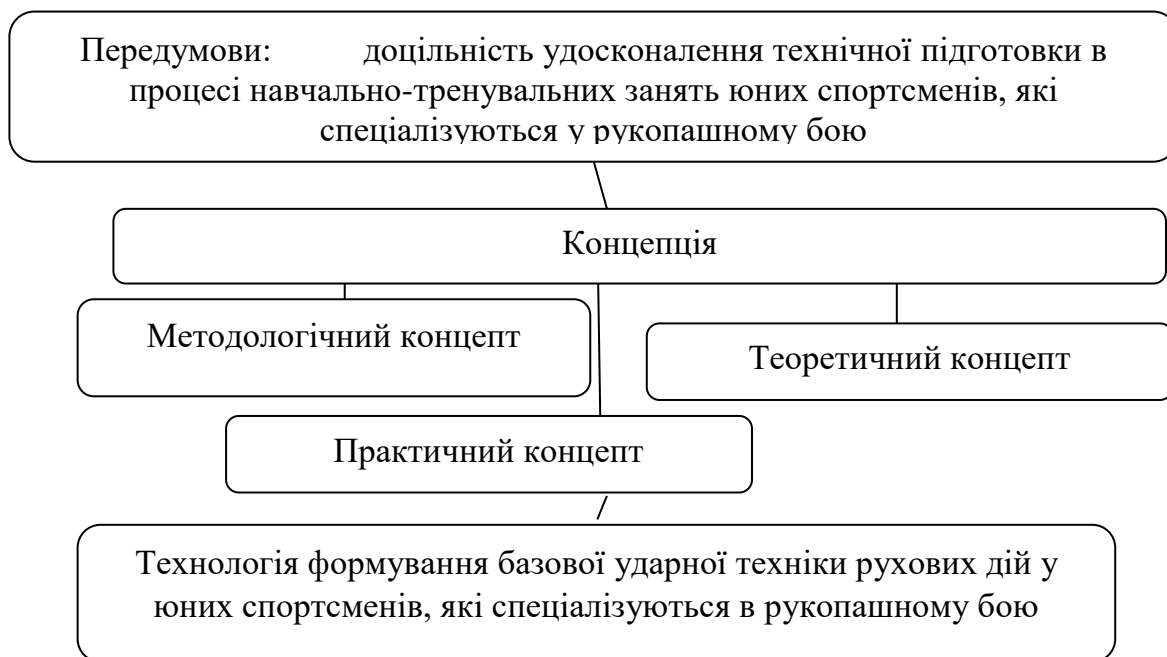 Передумови: доцільність удосконалення технічної підготовки в
процесі навчально-тренувальних занять юних спортсменів, які
спеціалізуються у рукопашному бою
Концепція
Методологічний концепт
Теоретичний концепт
Практичний концепт
Технологія формування базової ударної техніки рухових дій у
юних спортсменів, які спеціалізуються в рукопашному бою